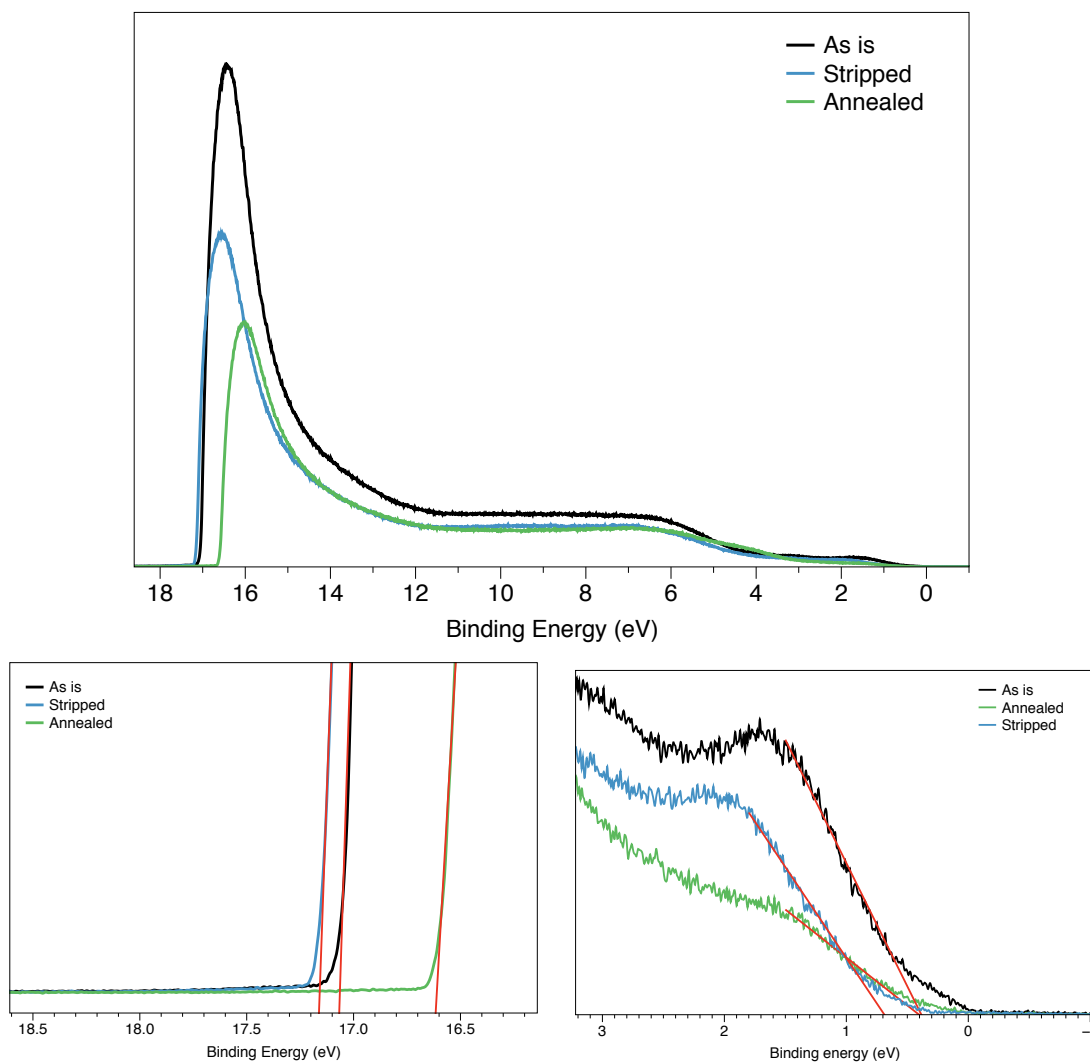 As is
Stripped
Annealed
18 16 14 12 10 8 6 4 2 0
Binding Energy (eV)
As is
Stripped
Annealed
18.5 18.0 17.5 17.0 16.5
Binding Energy (eV)
As is
Annealed
Stripped
3 2 1 0
Binding energy (eV)